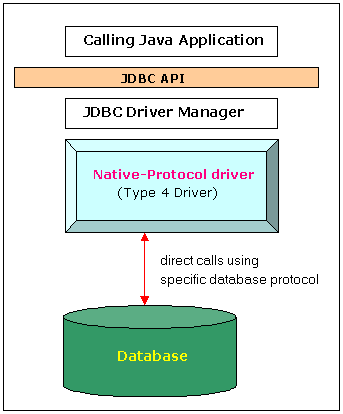 Calling Java Application
JDBC API
JDBC Driver Manager
Native-Protocol driver
(Type 4 Driver)
direct calls using
specific database protocol
Database